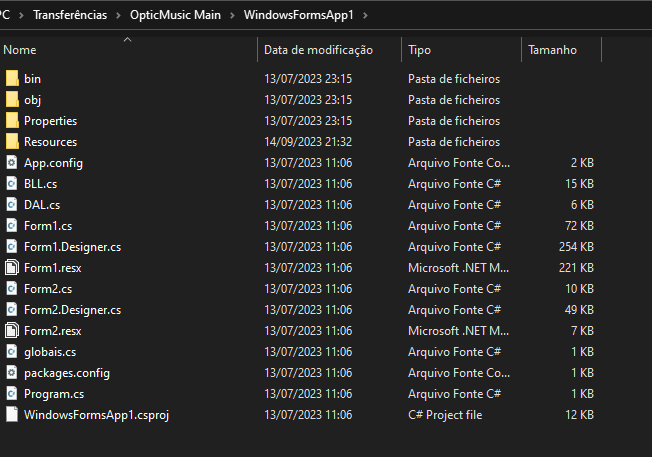 PC > Transferências > OpticMusic Main > WindowsFormsApp1 >
Nome Data de modificação Tipo Tamanho
bin 13/07/2023 23:15 Pasta de ficheiros
obj 13/07/2023 23:15 Pasta de ficheiros
Properties 13/07/2023 23:15 Pasta de ficheiros
Resources 14/09/2023 21:32 Pasta de ficheiros
App.config 13/07/2023 11:06 Arquivo Fonte Co... 2 KB
BLL.cs 13/07/2023 11:06 Arquivo Fonte C# 15 KB
DAL.cs 13/07/2023 11:06 Arquivo Fonte C# 6 KB
Form1.cs 13/07/2023 11:06 Arquivo Fonte C# 72 KB
Form1.Designer.cs 13/07/2023 11:06 Arquivo Fonte C# 254 KB
Form1.resx 13/07/2023 11:06 Microsoft .NET M... 221 KB
Form2.cs 13/07/2023 11:06 Arquivo Fonte C# 10 KB
Form2.Designer.cs 13/07/2023 11:06 Arquivo Fonte C# 49 KB
Form2.resx 13/07/2023 11:06 Microsoft .NET M... 7 KB
globais.cs 13/07/2023 11:06 Arquivo Fonte C# 1 KB
packages.config 13/07/2023 11:06 Arquivo Fonte Co... 1 KB
Program.cs 13/07/2023 11:06 Arquivo Fonte C# 1 KB
WindowsFormsApp1.csproj 13/07/2023 11:06 C# Project file 12 KB